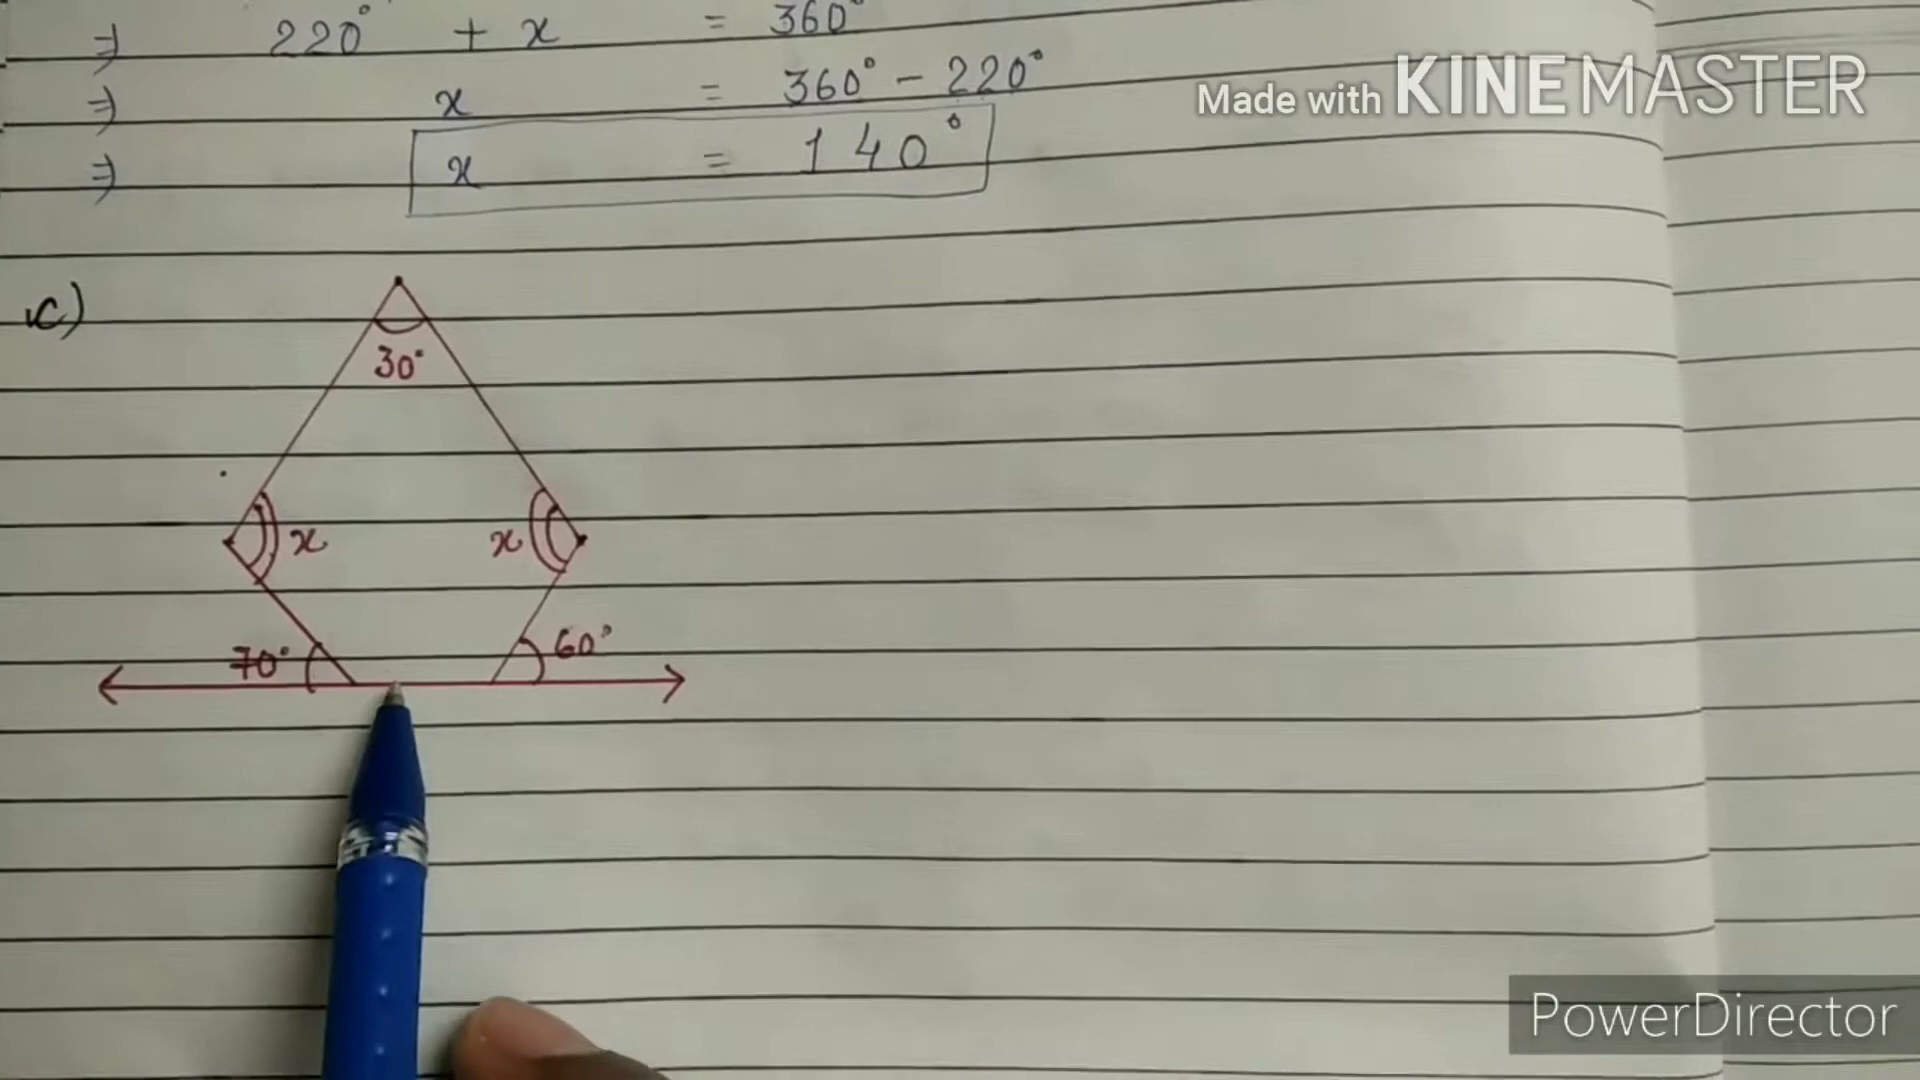 ⇒ 220° + x = 360°
⇒ x = 360° - 220°
⇒ x = 140°
Made with KINEMASTER
c)
30°
x x
70° 60°
PowerDirector